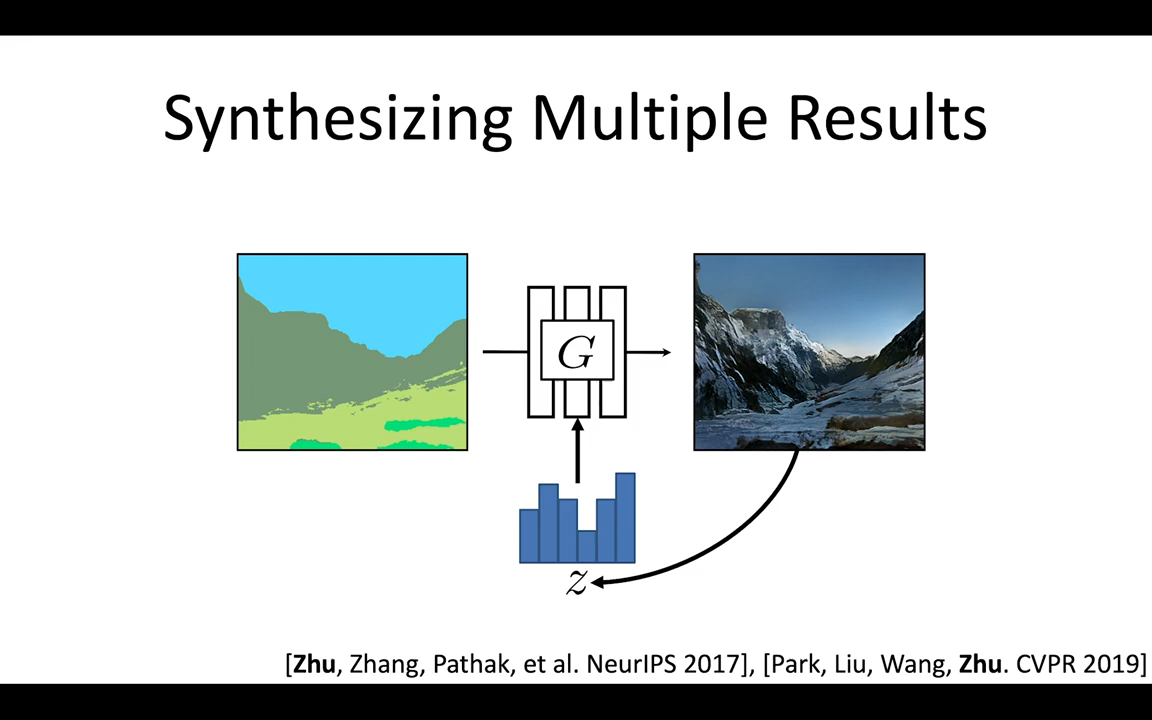 Synthesizing Multiple Results
G
z
[Zhu, Zhang, Pathak, et al. NeurIPS 2017], [Park, Liu, Wang, Zhu. CVPR 2019]